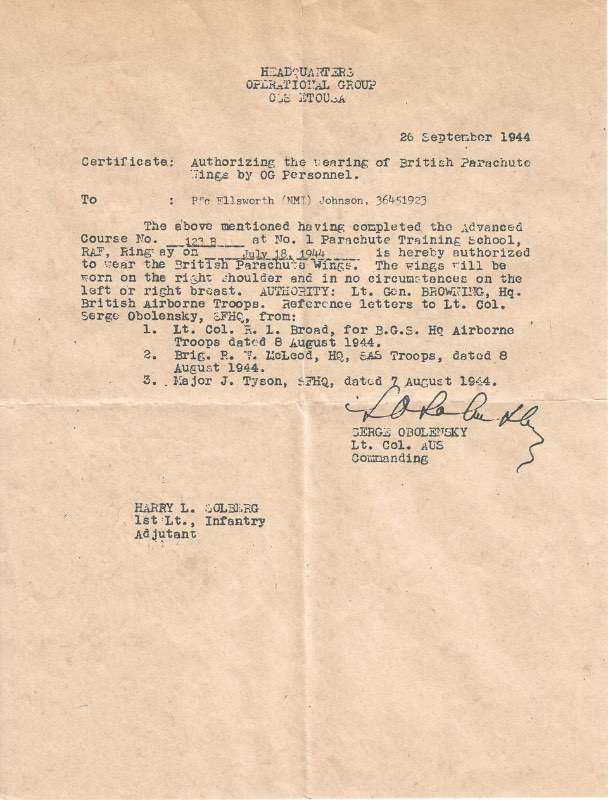 HEADQUARTERS
OPERATIONAL GROUP
OSS ETOUSA
26 September 1944
Certificate: Authorizing the wearing of British Parachute
Wings by OG Personnel.
To : Pfc Ellsworth (NMI) Johnson, 36451923
The above mentioned having completed the Advanced
Course No. 123 B at No. 1 Parachute Training School,
RAF, Ringway on July 18, 1944 is hereby authorized
to wear the British Parachute Wings. The wings will be
worn on the right shoulder and in no circumstances on the
left or right breast. AUTHORITY: Lt. Gen. BROWNING, Hq.
British Airborne Troops. Reference letters to Lt. Col.
Serge Obolensky, SFHQ, from:
1. Lt. Col. R. L. Broad, for B.G.S. Hq Airborne
Troops dated 8 August 1944.
2. Brig. R. W. McLeod, HQ, SAS Troops, dated 8
August 1944.
3. Major J. Tyson, SFHQ, dated 7 August 1944.
SERGE OBOLENSKY
Lt. Col. AUS
Commanding
HARRY L. SOLBERG
1st Lt., Infantry
Adjutant